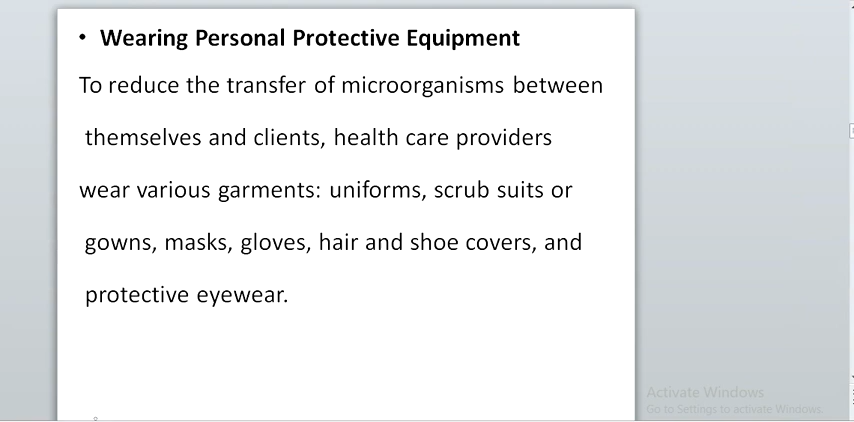 • Wearing Personal Protective Equipment
To reduce the transfer of microorganisms between
themselves and clients, health care providers
wear various garments: uniforms, scrub suits or
gowns, masks, gloves, hair and shoe covers, and
protective eyewear.
Activate Windows
Go to Settings to activate Windows.